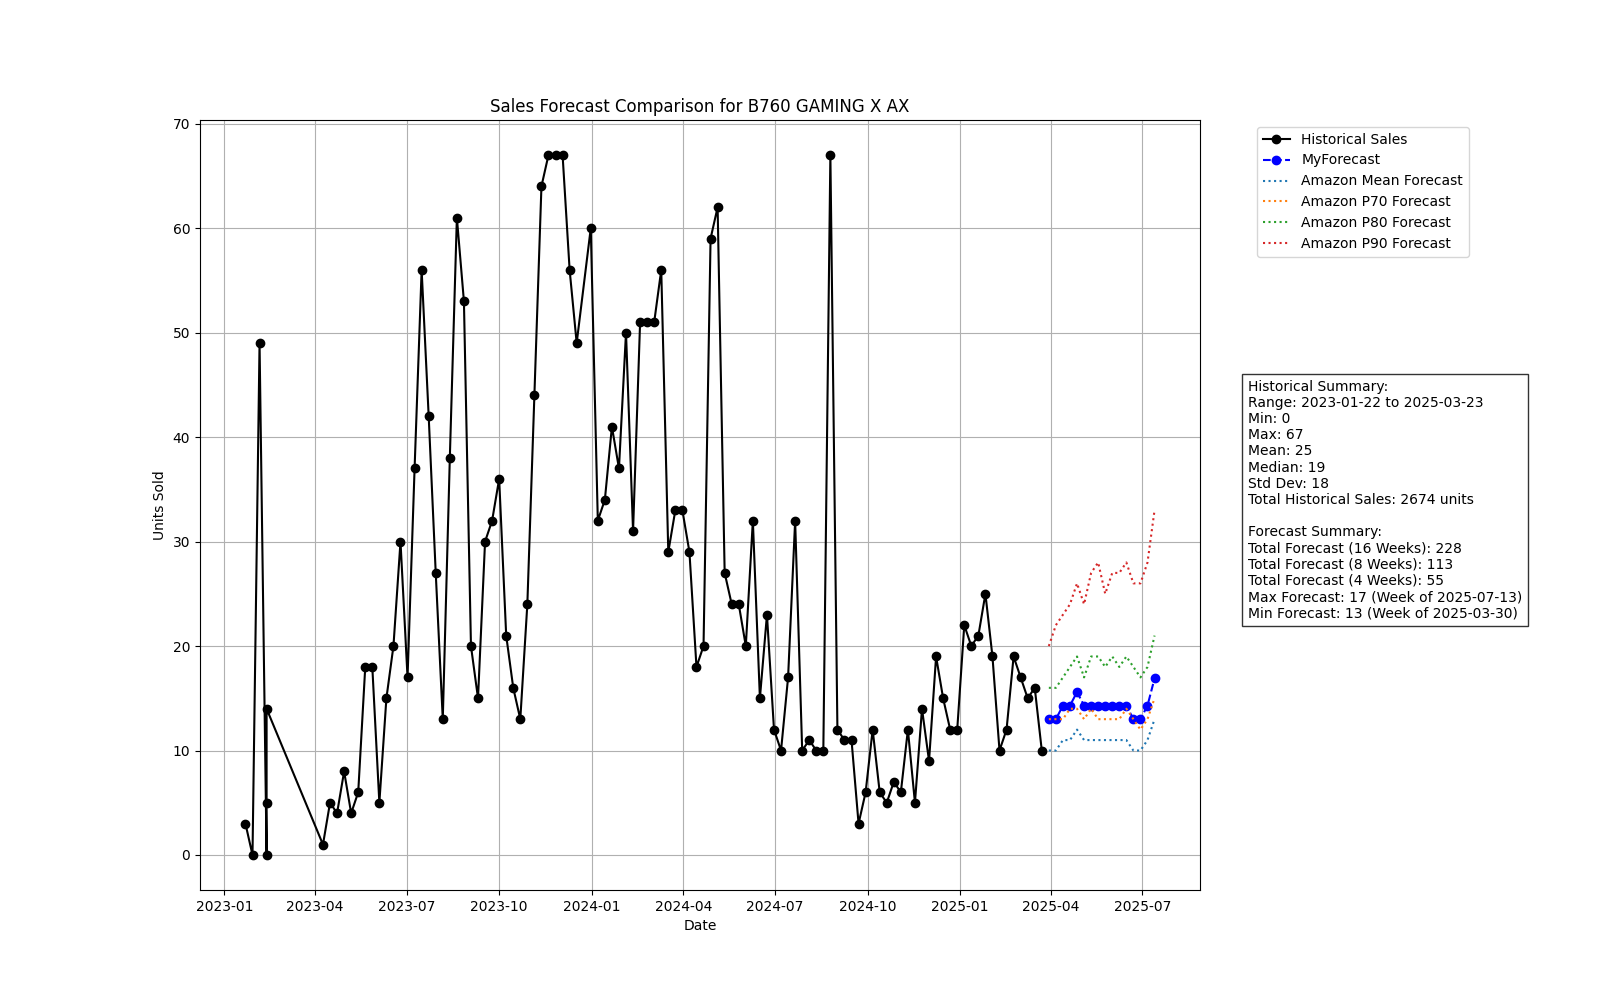 Sales Forecast Comparison for B760 GAMING X AX
70
60
50
40
30
20
10
0
Units Sold
2023-01 2023-04 2023-07 2023-10 2024-01 2024-04 2024-07 2024-10 2025-01 2025-04 2025-07
Date
Historical Sales
MyForecast
Amazon Mean Forecast
Amazon P70 Forecast
Amazon P80 Forecast
Amazon P90 Forecast
Historical Summary:
Range: 2023-01-22 to 2025-03-23
Min: 0
Max: 67
Mean: 25
Median: 19
Std Dev: 18
Total Historical Sales: 2674 units
Forecast Summary:
Total Forecast (16 Weeks): 228
Total Forecast (8 Weeks): 113
Total Forecast (4 Weeks): 55
Max Forecast: 17 (Week of 2025-07-13)
Min Forecast: 13 (Week of 2025-03-30)